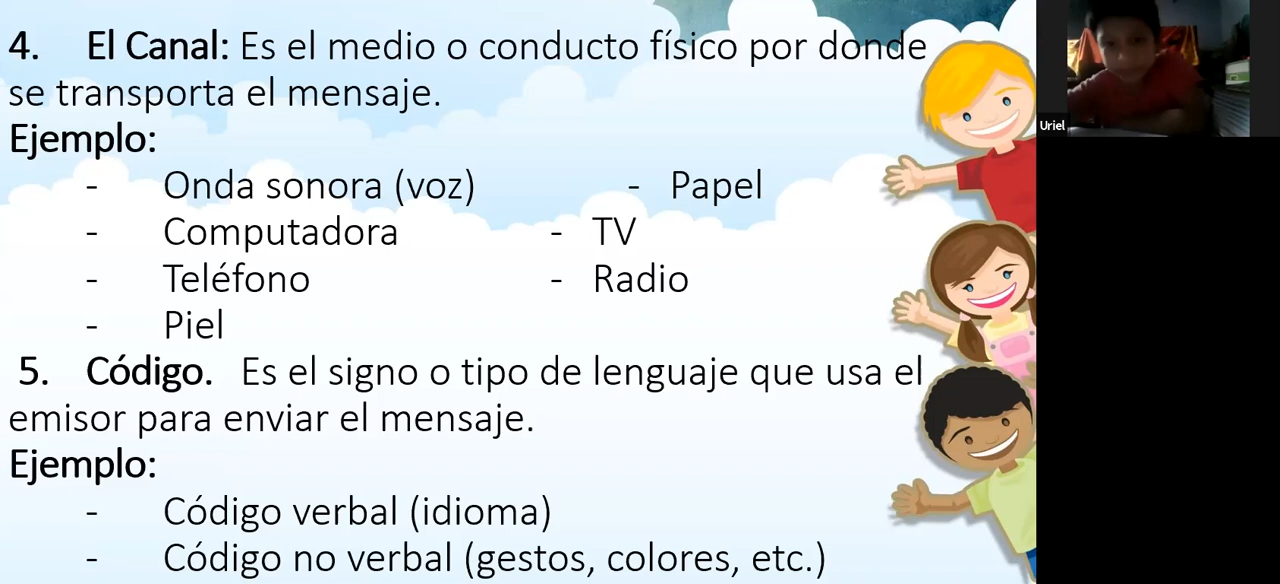 4. El Canal: Es el medio o conducto físico por donde
se transporta el mensaje.
Ejemplo:
- Onda sonora (voz) - Papel
- Computadora - TV
- Teléfono - Radio
- Piel
5. Código. Es el signo o tipo de lenguaje que usa el
emisor para enviar el mensaje.
Ejemplo:
- Código verbal (idioma)
- Código no verbal (gestos, colores, etc.)
Uriel